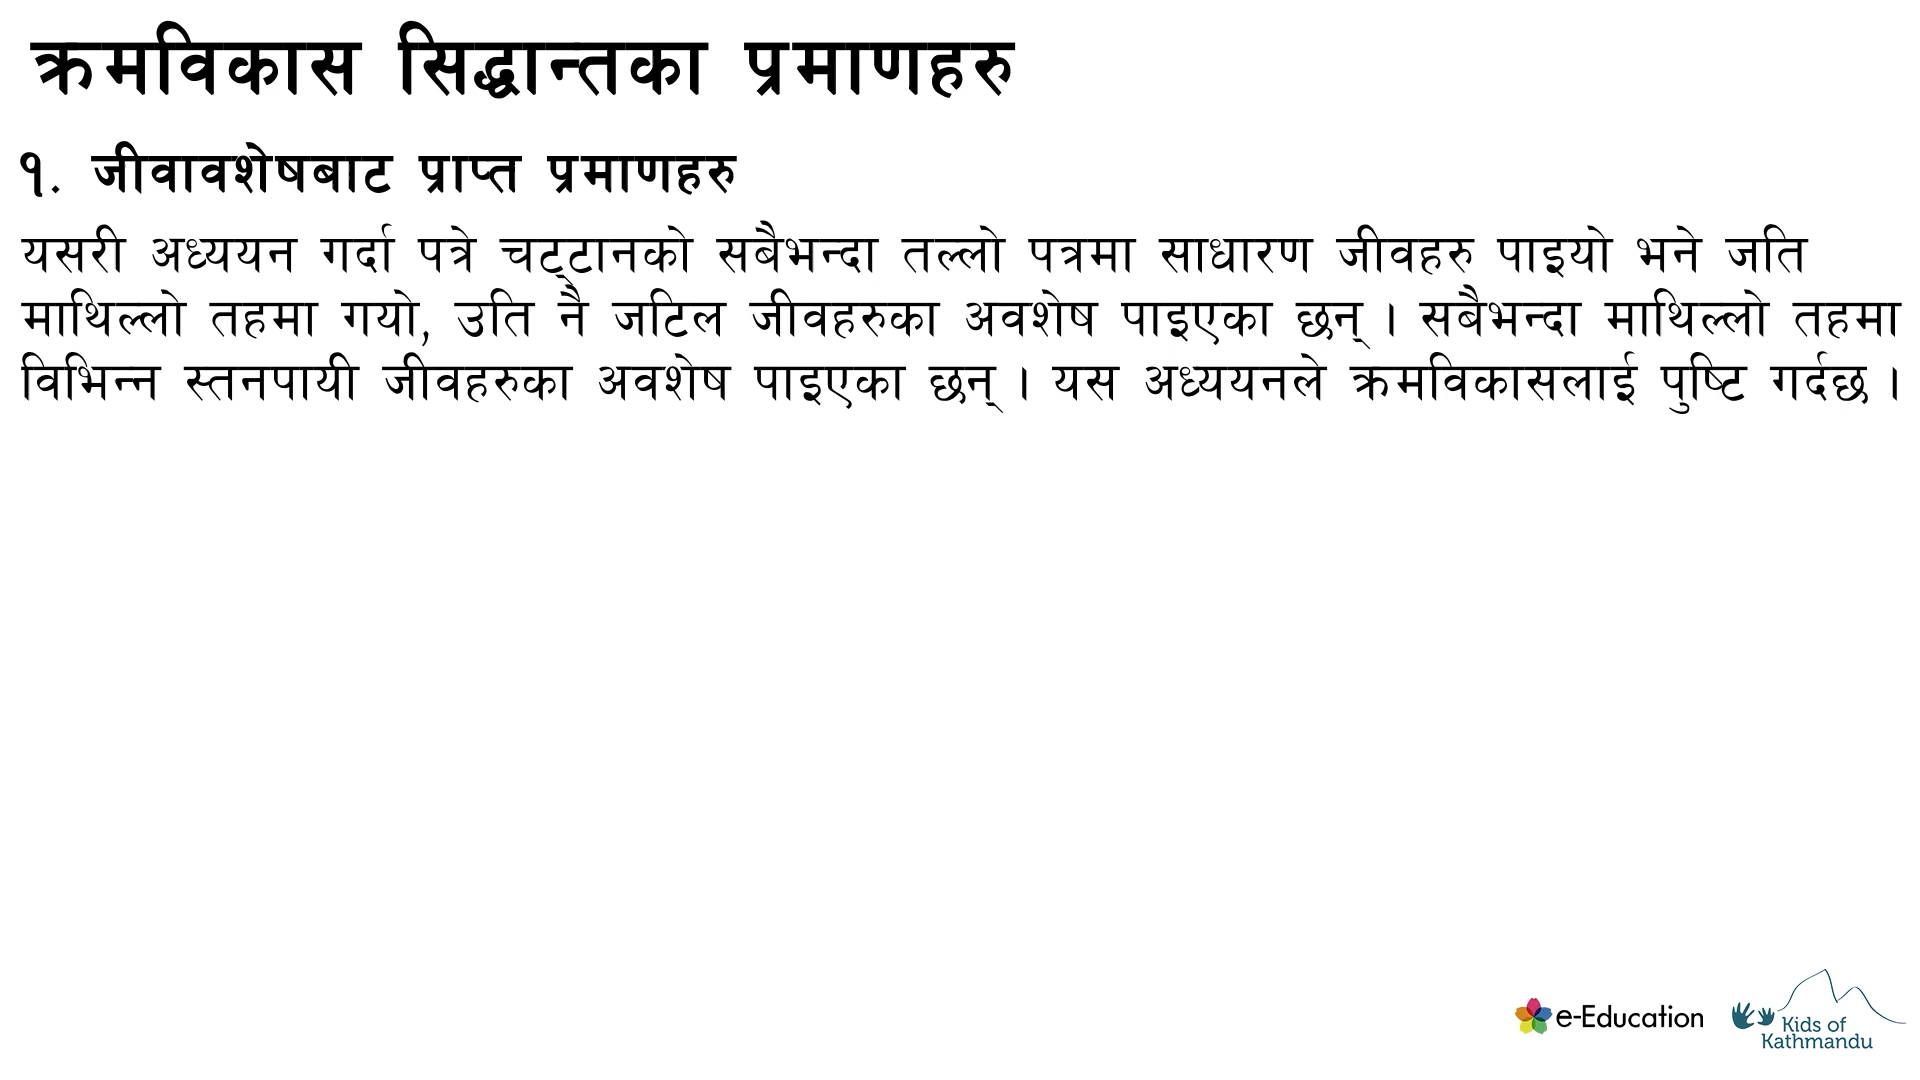 क्रमविकास सिद्धान्तका प्रमाणहरु
१. जीवावशेषबाट प्राप्त प्रमाणहरु
यसरी अध्ययन गर्दा पत्रे चट्टानको सबैभन्दा तल्लो पत्रमा साधारण जीवहरु पाइयो भने जति
माथिल्लो तहमा गयो, उति नै जटिल जीवहरुका अवशेष पाइएका छन् । सबैभन्दा माथिल्लो तहमा
विभिन्न स्तनपायी जीवहरुका अवशेष पाइएका छन् । यस अध्ययनले क्रमविकासलाई पुष्टि गर्दछ ।
e-Education
Kids of
Kathmandu